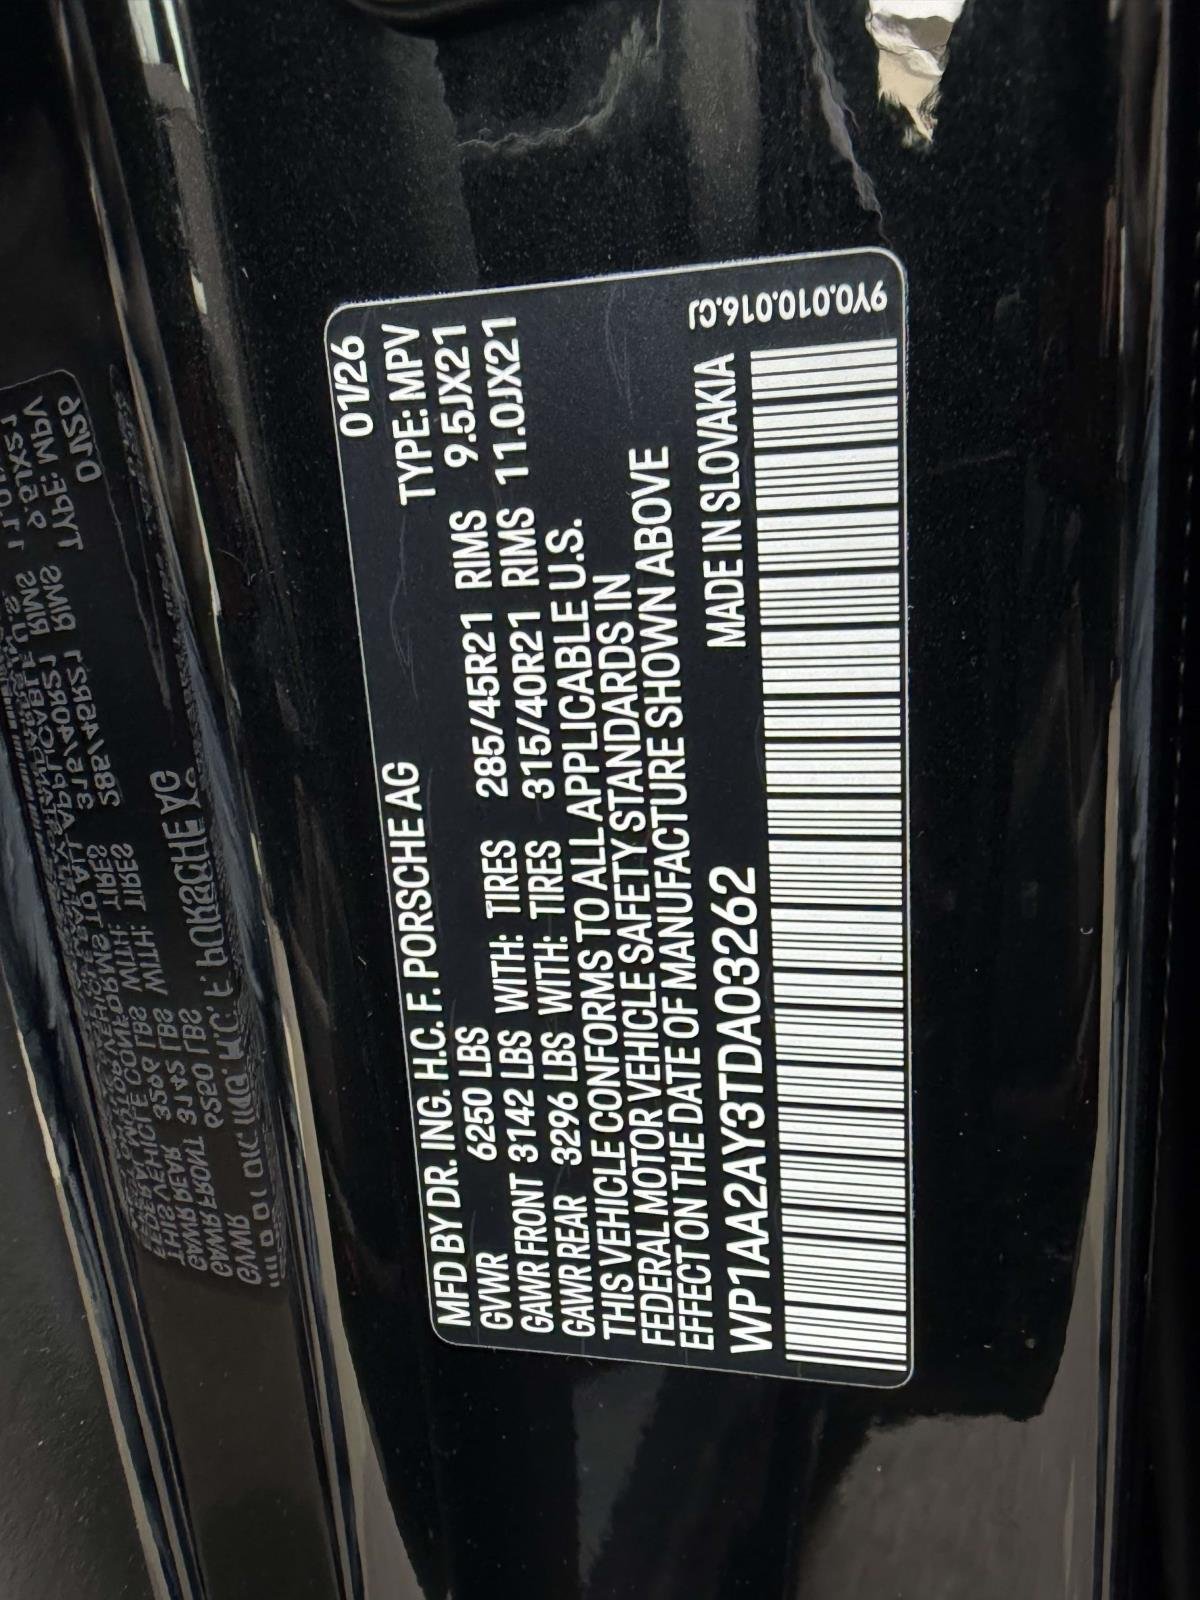 01/26
MFD BY DR. ING. H.C. F. PORSCHE AG TYPE: MPV
GVWR 6250 LBS 9.5JX21
GAWR FRONT 3142 LBS WITH: TIRES 285/45R21 RIMS 11.0JX21
GAWR REAR 3296 LBS WITH: TIRES 315/40R21 RIMS
THIS VEHICLE CONFORMS TO ALL APPLICABLE U.S.
FEDERAL MOTOR VEHICLE SAFETY STANDARDS IN
EFFECT ON THE DATE OF MANUFACTURE SHOWN ABOVE
WP1AA2AY3TDA03262 MADE IN SLOVAKIA
9Y0.010.016.CJ